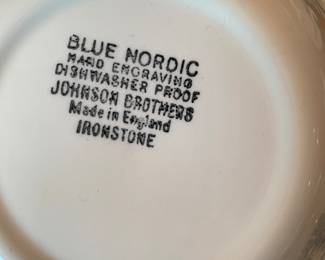 BLUE NORDIC
HAND ENGRAVING
DISHWASHER PROOF
JOHNSON BROTHERS
Made in England
IRONSTONE